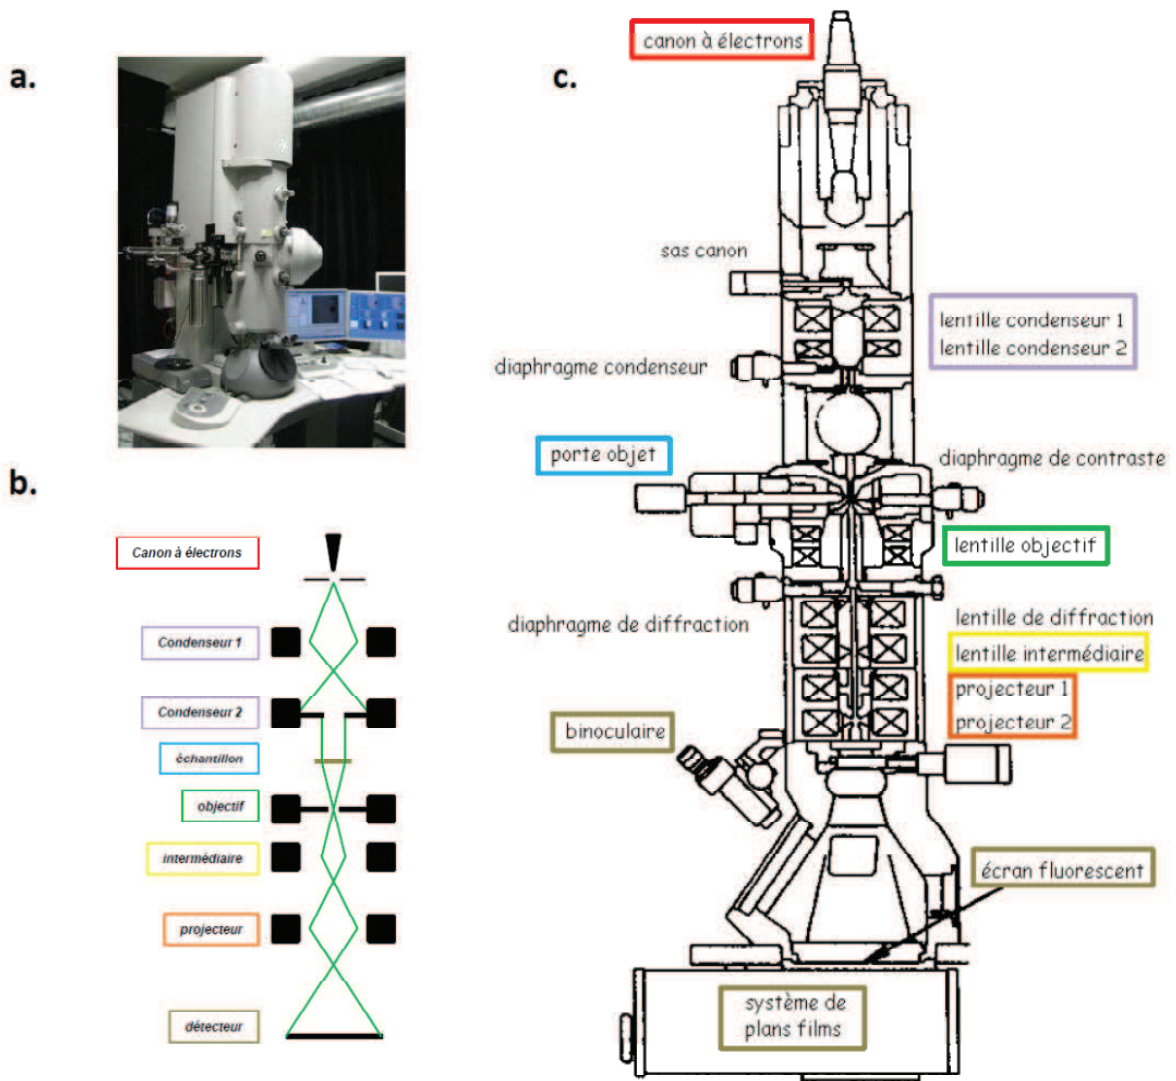 a.
b.
Canon à électrons
Condenseur 1
Condenseur 2
échantillon
objectif
intermédiaire
projecteur
détecteur
c.
canon à électrons
sas canon
lentille condenseur 1
lentille condenseur 2
diaphragme condenseur
porte objet
diaphragme de contraste
lentille objectif
diaphragme de diffraction
lentille de diffraction
lentille intermédiaire
projecteur 1
projecteur 2
binoculaire
écran fluorescent
système de
plans films